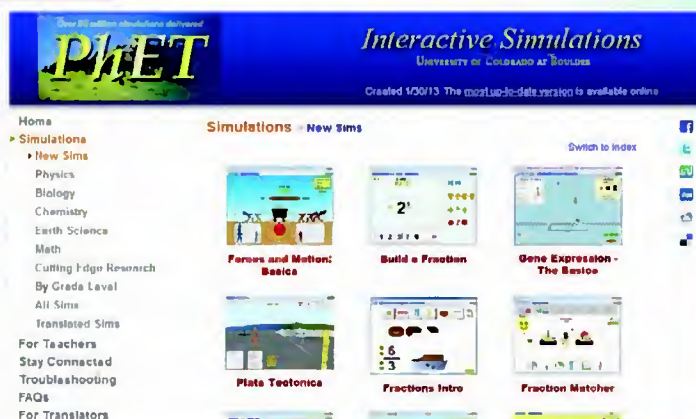 Over 80 million simulations delivered
PhET
Interactive Simulations
University of Colorado at Boulder
Created 1/30/13 The most up-to-date version is available online
Home
Simulations
New Sims
Physics
Biology
Chemistry
Earth Science
Math
Cutting Edge Research
By Grade Level
All Sims
Translated Sims
For Teachers
Stay Connected
Troubleshooting
FAQs
For Translators
Simulations New Sims
Switch to Index
Forces and Motion: Basics
Build a Fraction
Gene Expression - The Basics
Plate Tectonics
6
3
Fractions Intro
Fraction Matcher